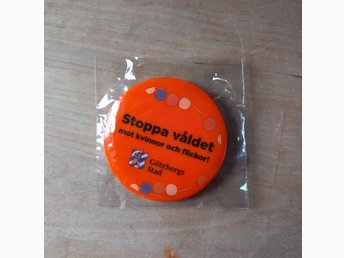 Stoppa våldet
mot kvinnor och flickor!
Göteborgs
Stad